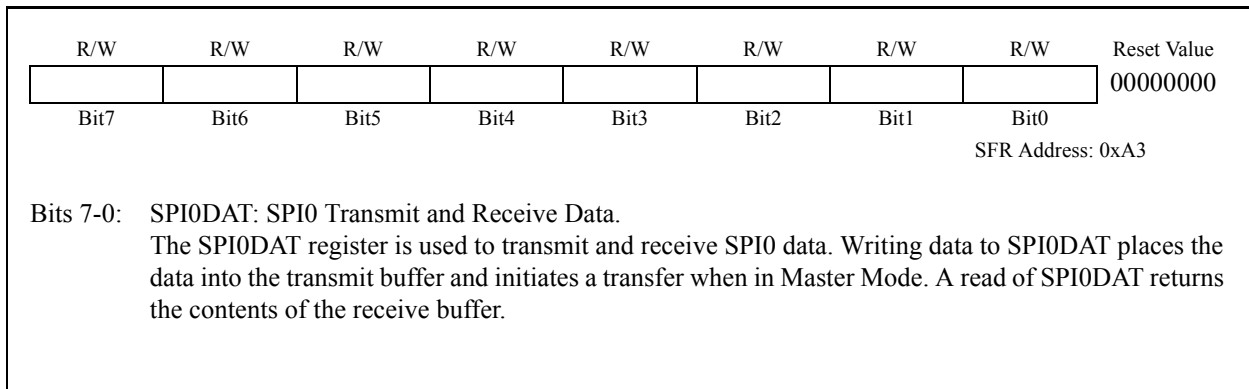 R/W R/W R/W R/W R/W R/W R/W R/W Reset Value
00000000
Bit7 Bit6 Bit5 Bit4 Bit3 Bit2 Bit1 Bit0
SFR Address: 0xA3
Bits 7-0: SPI0DAT: SPI0 Transmit and Receive Data.
The SPI0DAT register is used to transmit and receive SPI0 data. Writing data to SPI0DAT places the
data into the transmit buffer and initiates a transfer when in Master Mode. A read of SPI0DAT returns
the contents of the receive buffer.